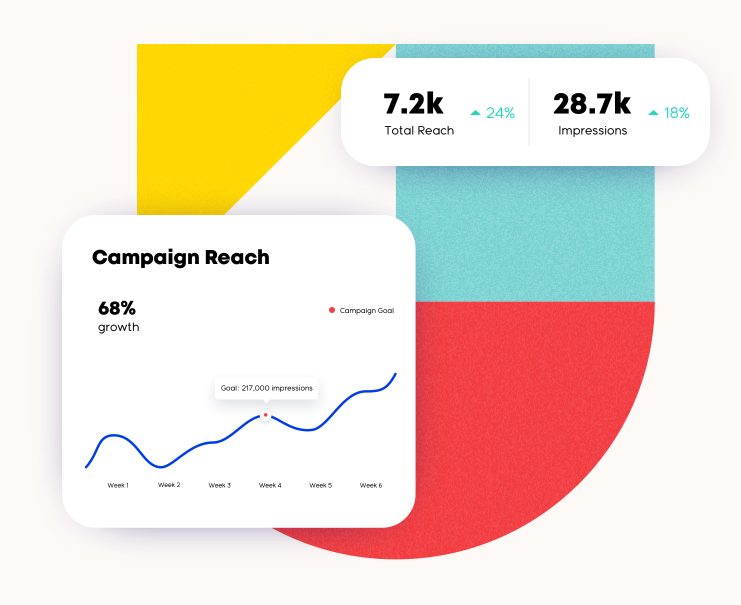 7.2k
24%
Total Reach
28.7k
18%
Impressions
Campaign Reach
68%
growth
Campaign Goal
Goal: 217,000 impressions
Week 1 Week 2 Week 3 Week 4 Week 5 Week 6